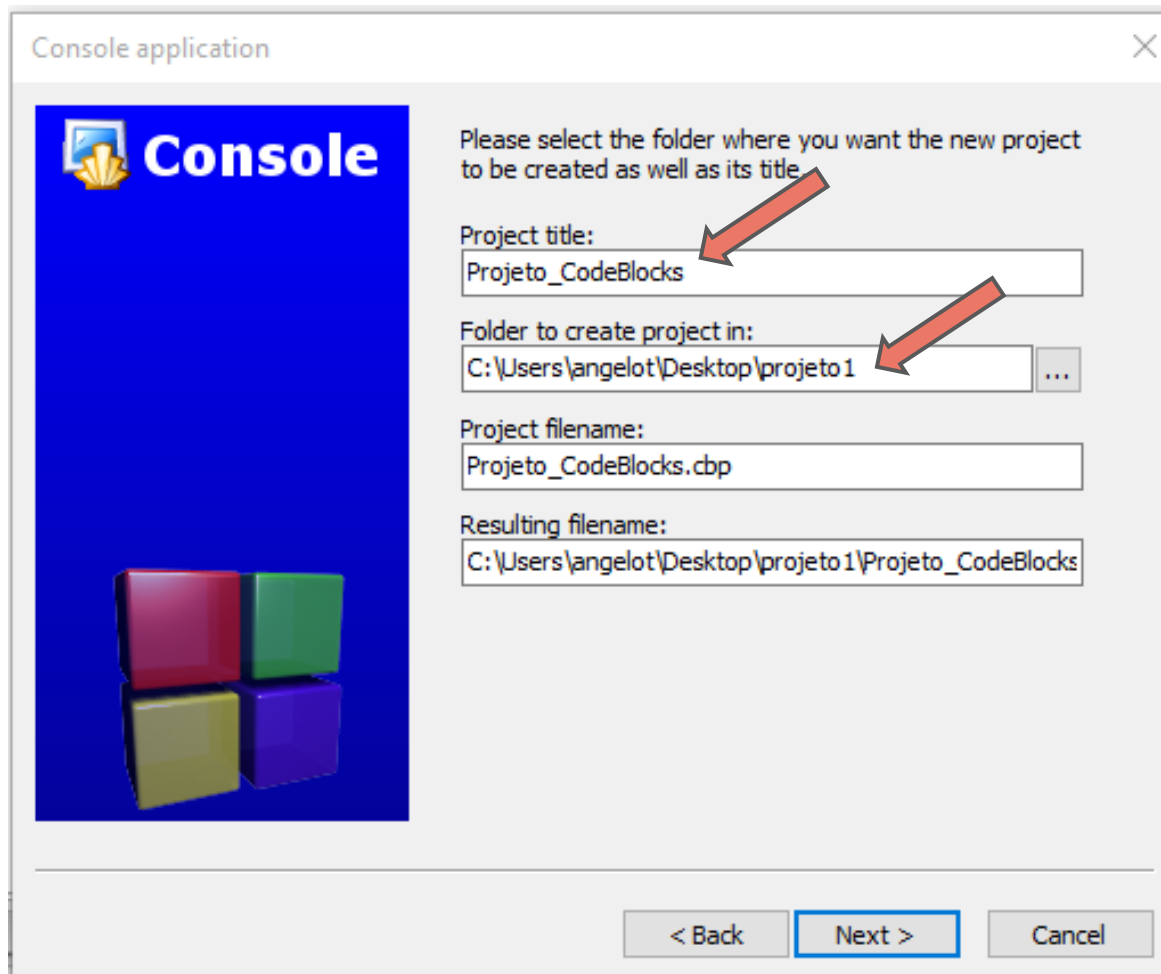 Console application
Console
Please select the folder where you want the new project
to be created as well as its title.
Project title:
Projeto_CodeBlocks
Folder to create project in:
C:\Users\angelot\Desktop\projeto1
...
Project filename:
Projeto_CodeBlocks.cbp
Resulting filename:
C:\Users\angelot\Desktop\projeto1\Projeto_CodeBlocks
< Back
Next >
Cancel